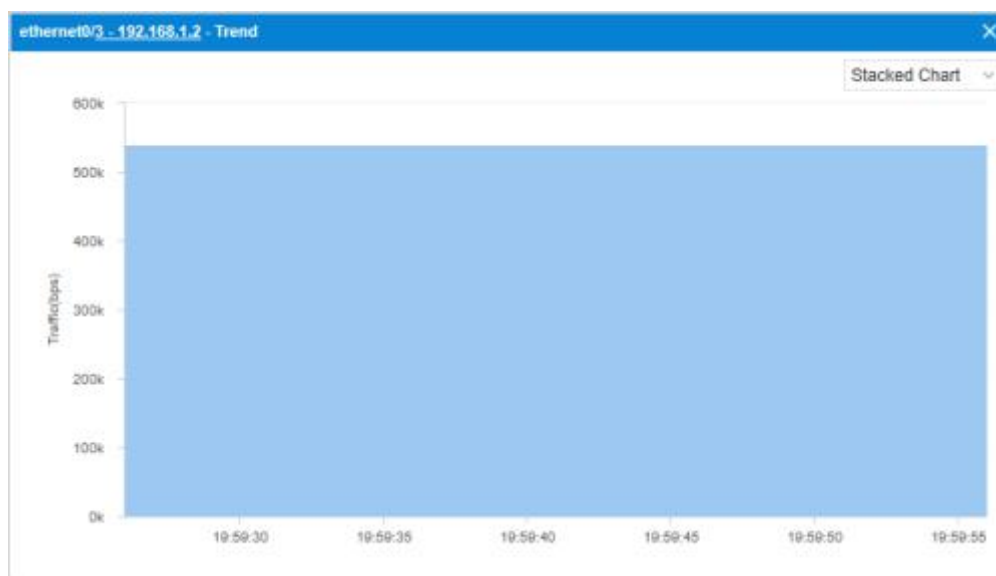 ethernet0/3 - 192.168.1.2 - Trend
Stacked Chart
600k
500k
400k
300k
200k
100k
0k
Traffic(bps)
19:59:30 19:59:35 19:59:40 19:59:45 19:59:50 19:59:55